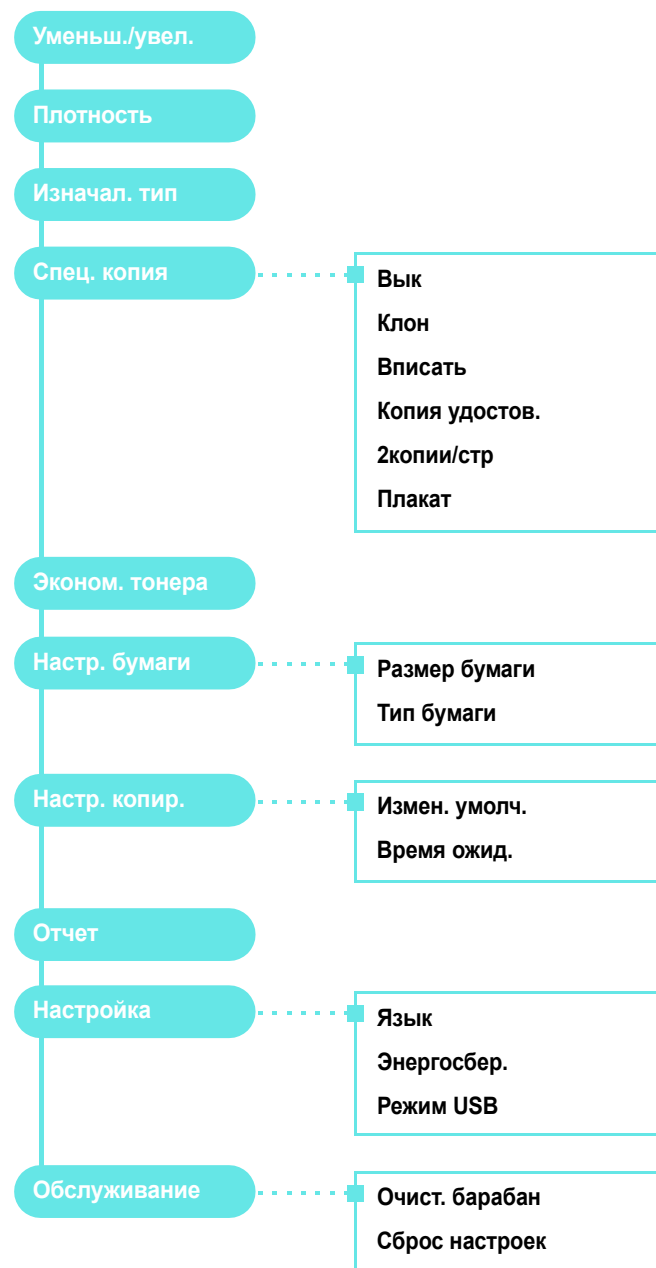 Уменьш./увел.
Плотность
Изначал. тип
Спец. копия
Вык
Клон
Вписать
Копия удостов.
2копии/стр
Плакат
Эконом. тонера
Настр. бумаги
Размер бумаги
Тип бумаги
Настр. копир.
Измен. умолч.
Время ожид.
Отчет
Настройка
Язык
Энергосбер.
Режим USB
Обслуживание
Очист. барабан
Сброс настроек